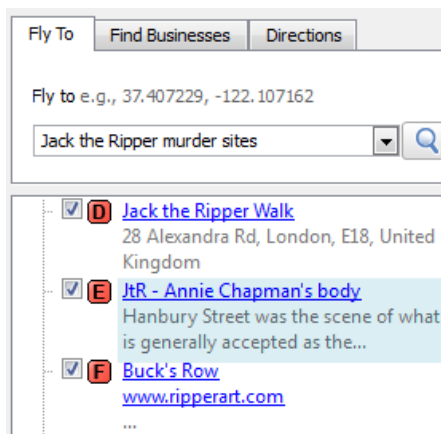 Fly To Find Businesses Directions
Fly to e.g., 37.407229, -122.107162
Jack the Ripper murder sites
D Jack the Ripper Walk
28 Alexandra Rd, London, E18, United
Kingdom
E JtR - Annie Chapman's body
Hanbury Street was the scene of what
is generally accepted as the...
F Buck's Row
www.ripperart.com
...